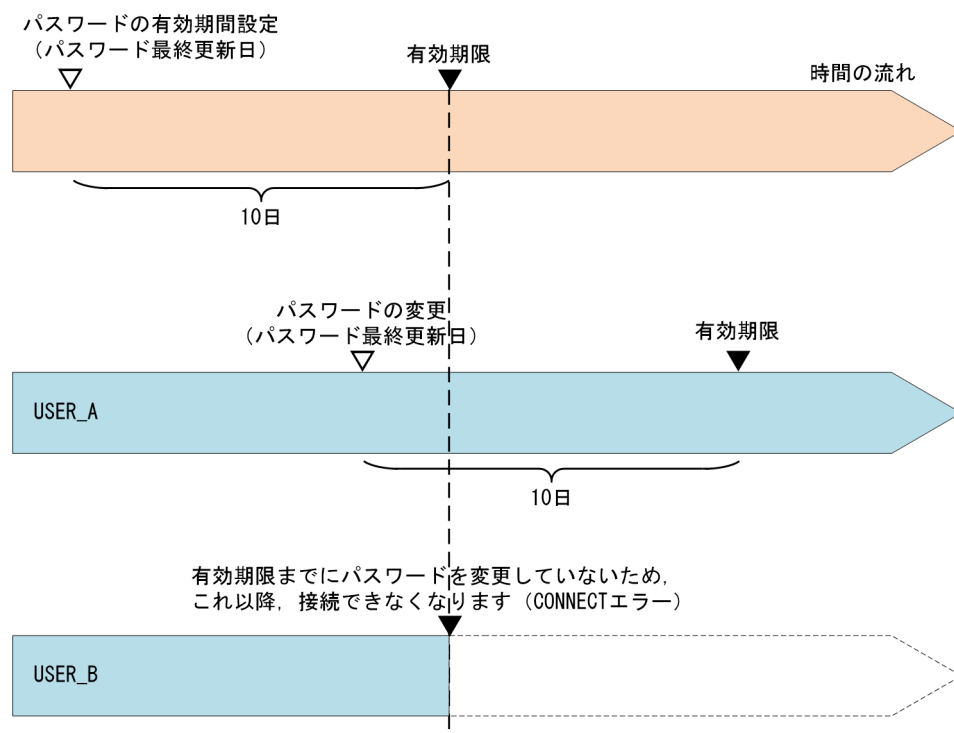 パスワードの有効期間設定
（パスワード最終更新日）
有効期限
時間の流れ
10日
パスワードの変更
（パスワード最終更新日）
有効期限
USER_A
10日
有効期限までにパスワードを変更していないため，
これ以降，接続できなくなります（CONNECTエラー）
USER_B